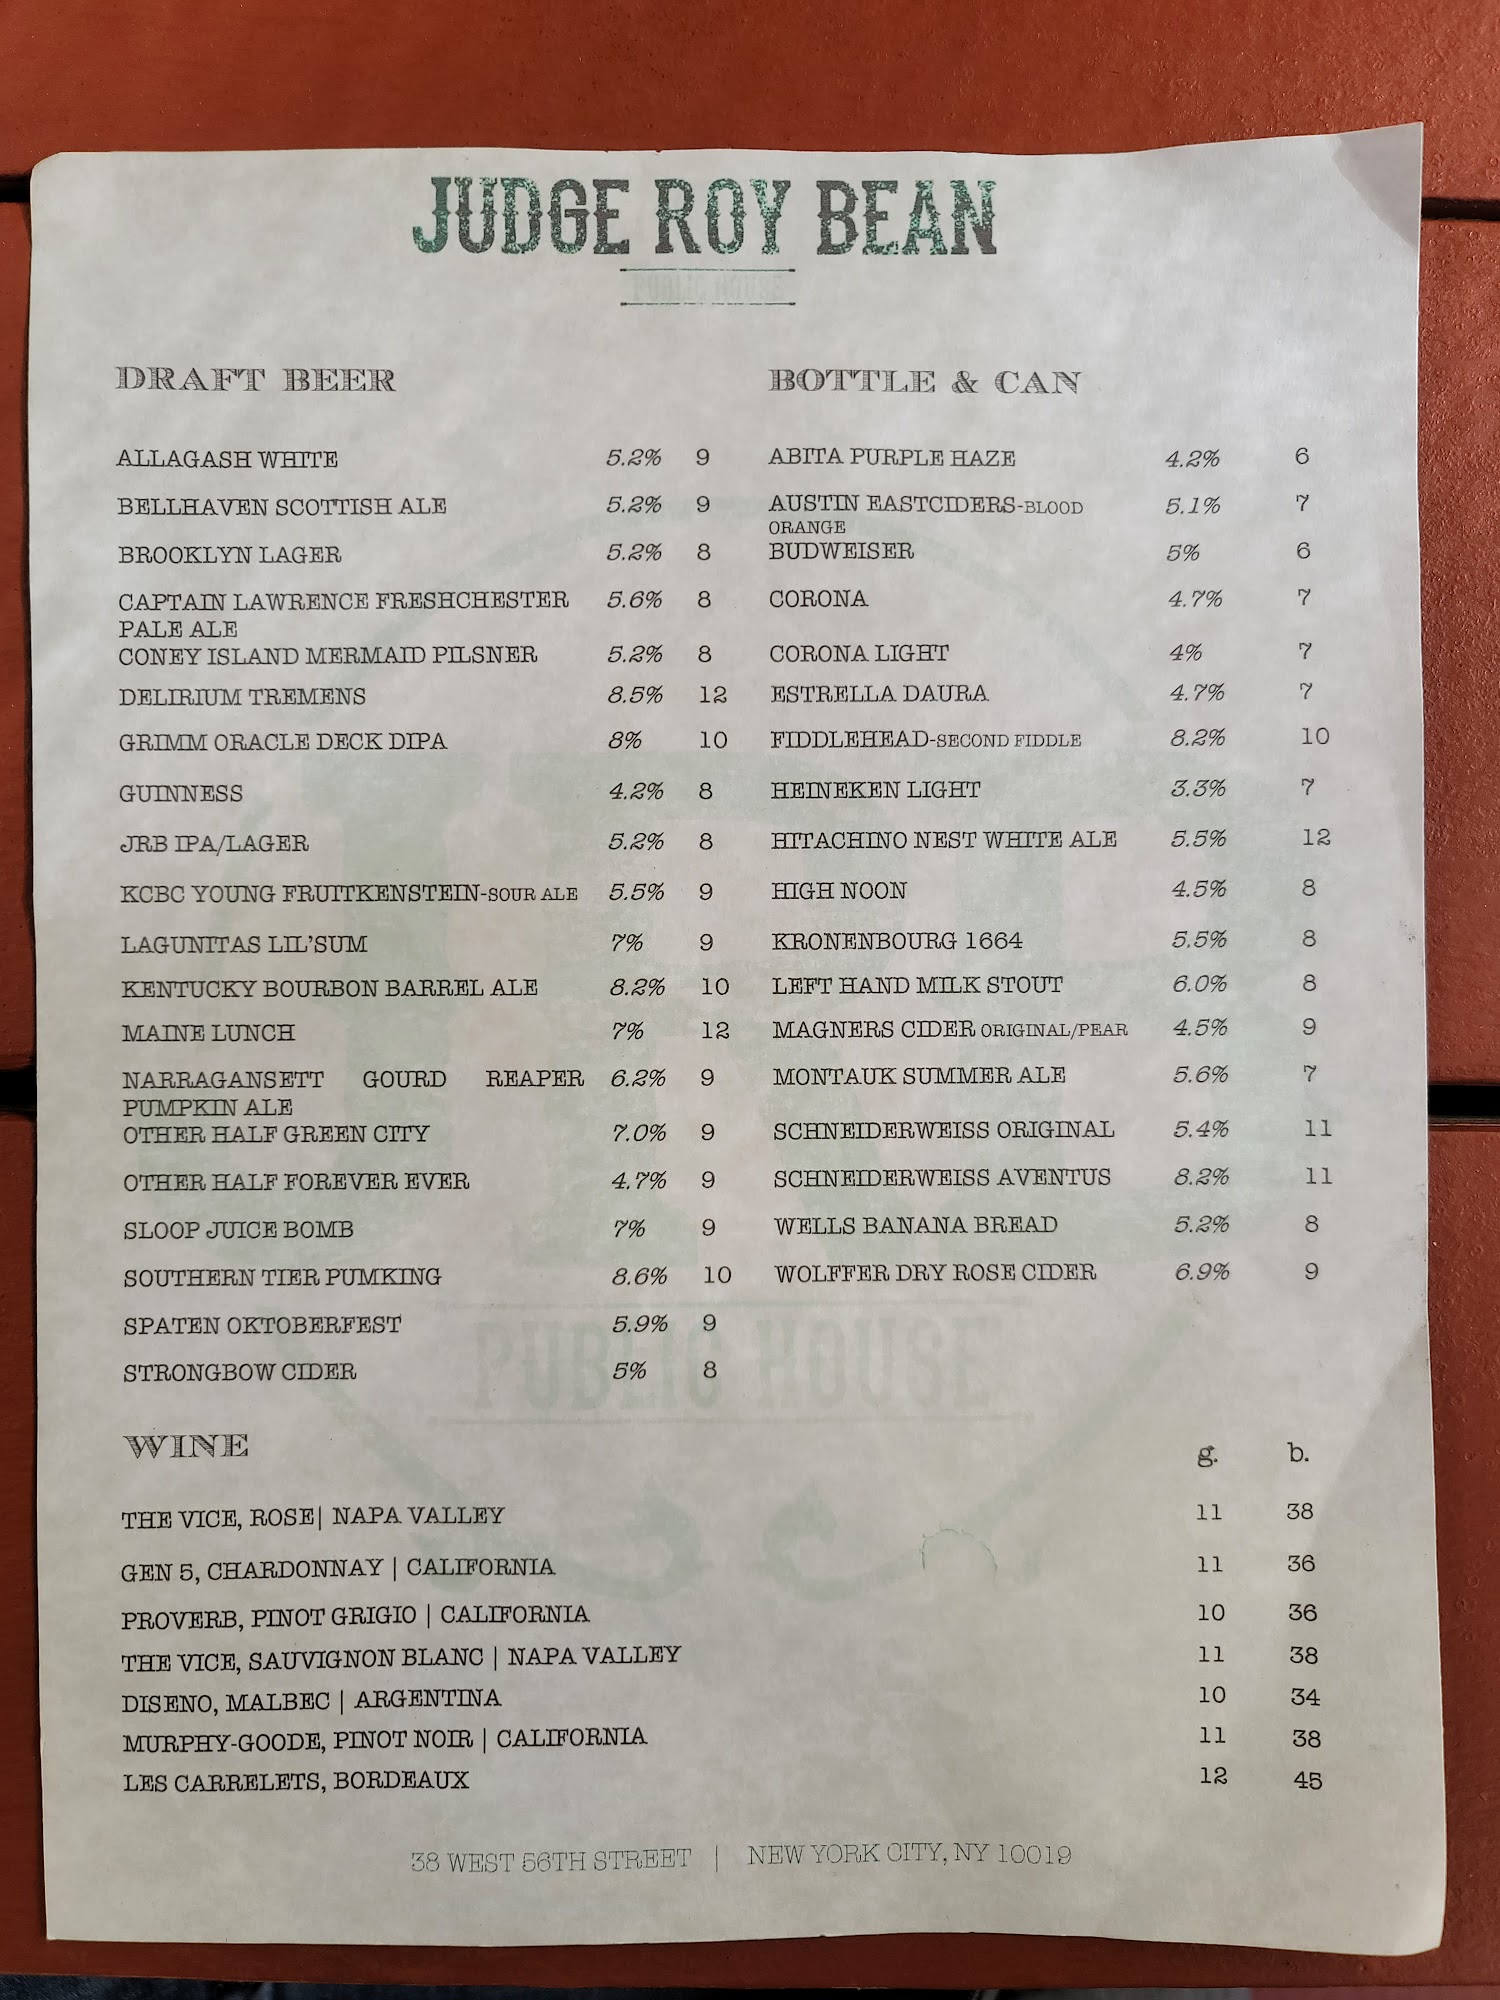 JUDGE ROY BEAN
PUBLIC HOUSE
DRAFT BEER
ALLAGASH WHITE 5.2% 9
BELLHAVEN SCOTTISH ALE 5.2% 9
BROOKLYN LAGER 5.2% 8
CAPTAIN LAWRENCE FRESHCHESTER 5.6% 8
PALE ALE
CONEY ISLAND MERMAID PILSNER 5.2% 8
DELIRIUM TREMENS 8.5% 12
GRIMM ORACLE DECK DIPA 8% 10
GUINNESS 4.2% 8
JRB IPA/LAGER 5.2% 8
KCBC YOUNG FRUITKENSTEIN-SOUR ALE 5.5% 9
LAGUNITAS LIL'SUM 7% 9
KENTUCKY BOURBON BARREL ALE 8.2% 10
MAINE LUNCH 7% 12
NARRAGANSETT GOURD REAPER 6.2% 9
PUMPKIN ALE
OTHER HALF GREEN CITY 7.0% 9
OTHER HALF FOREVER EVER 4.7% 9
SLOOP JUICE BOMB 7% 9
SOUTHERN TIER PUMKING 8.6% 10
SPATEN OKTOBERFEST 5.9% 9
STRONGBOW CIDER 5% 8
BOTTLE & CAN
ABITA PURPLE HAZE 4.2% 6
AUSTIN EASTCIDERS-BLOOD 5.1% 7
ORANGE
BUDWEISER 5% 6
CORONA 4.7% 7
CORONA LIGHT 4% 7
ESTRELLA DAURA 4.7% 7
FIDDLEHEAD-SECOND FIDDLE 8.2% 10
HEINEKEN LIGHT 3.3% 7
HITACHINO NEST WHITE ALE 5.5% 12
HIGH NOON 4.5% 8
KRONENBOURG 1664 5.5% 8
LEFT HAND MILK STOUT 6.0% 8
MAGNERS CIDER ORIGINAL/PEAR 4.5% 9
MONTAUK SUMMER ALE 5.6% 7
SCHNEIDERWEISS ORIGINAL 5.4% 11
SCHNEIDERWEISS AVENTUS 8.2% 11
WELLS BANANA BREAD 5.2% 8
WOLFFER DRY ROSE CIDER 6.9% 9
PUBLIC HOUSE
WINE g. b.
THE VICE, ROSE| NAPA VALLEY 11 38
GEN 5, CHARDONNAY | CALIFORNIA 11 36
PROVERB, PINOT GRIGIO | CALIFORNIA 10 36
THE VICE, SAUVIGNON BLANC | NAPA VALLEY 11 38
DISENO, MALBEC | ARGENTINA 10 34
MURPHY-GOODE, PINOT NOIR | CALIFORNIA 11 38
LES CARRELETS, BORDEAUX 12 45
38 WEST 56TH STREET | NEW YORK CITY, NY 10019